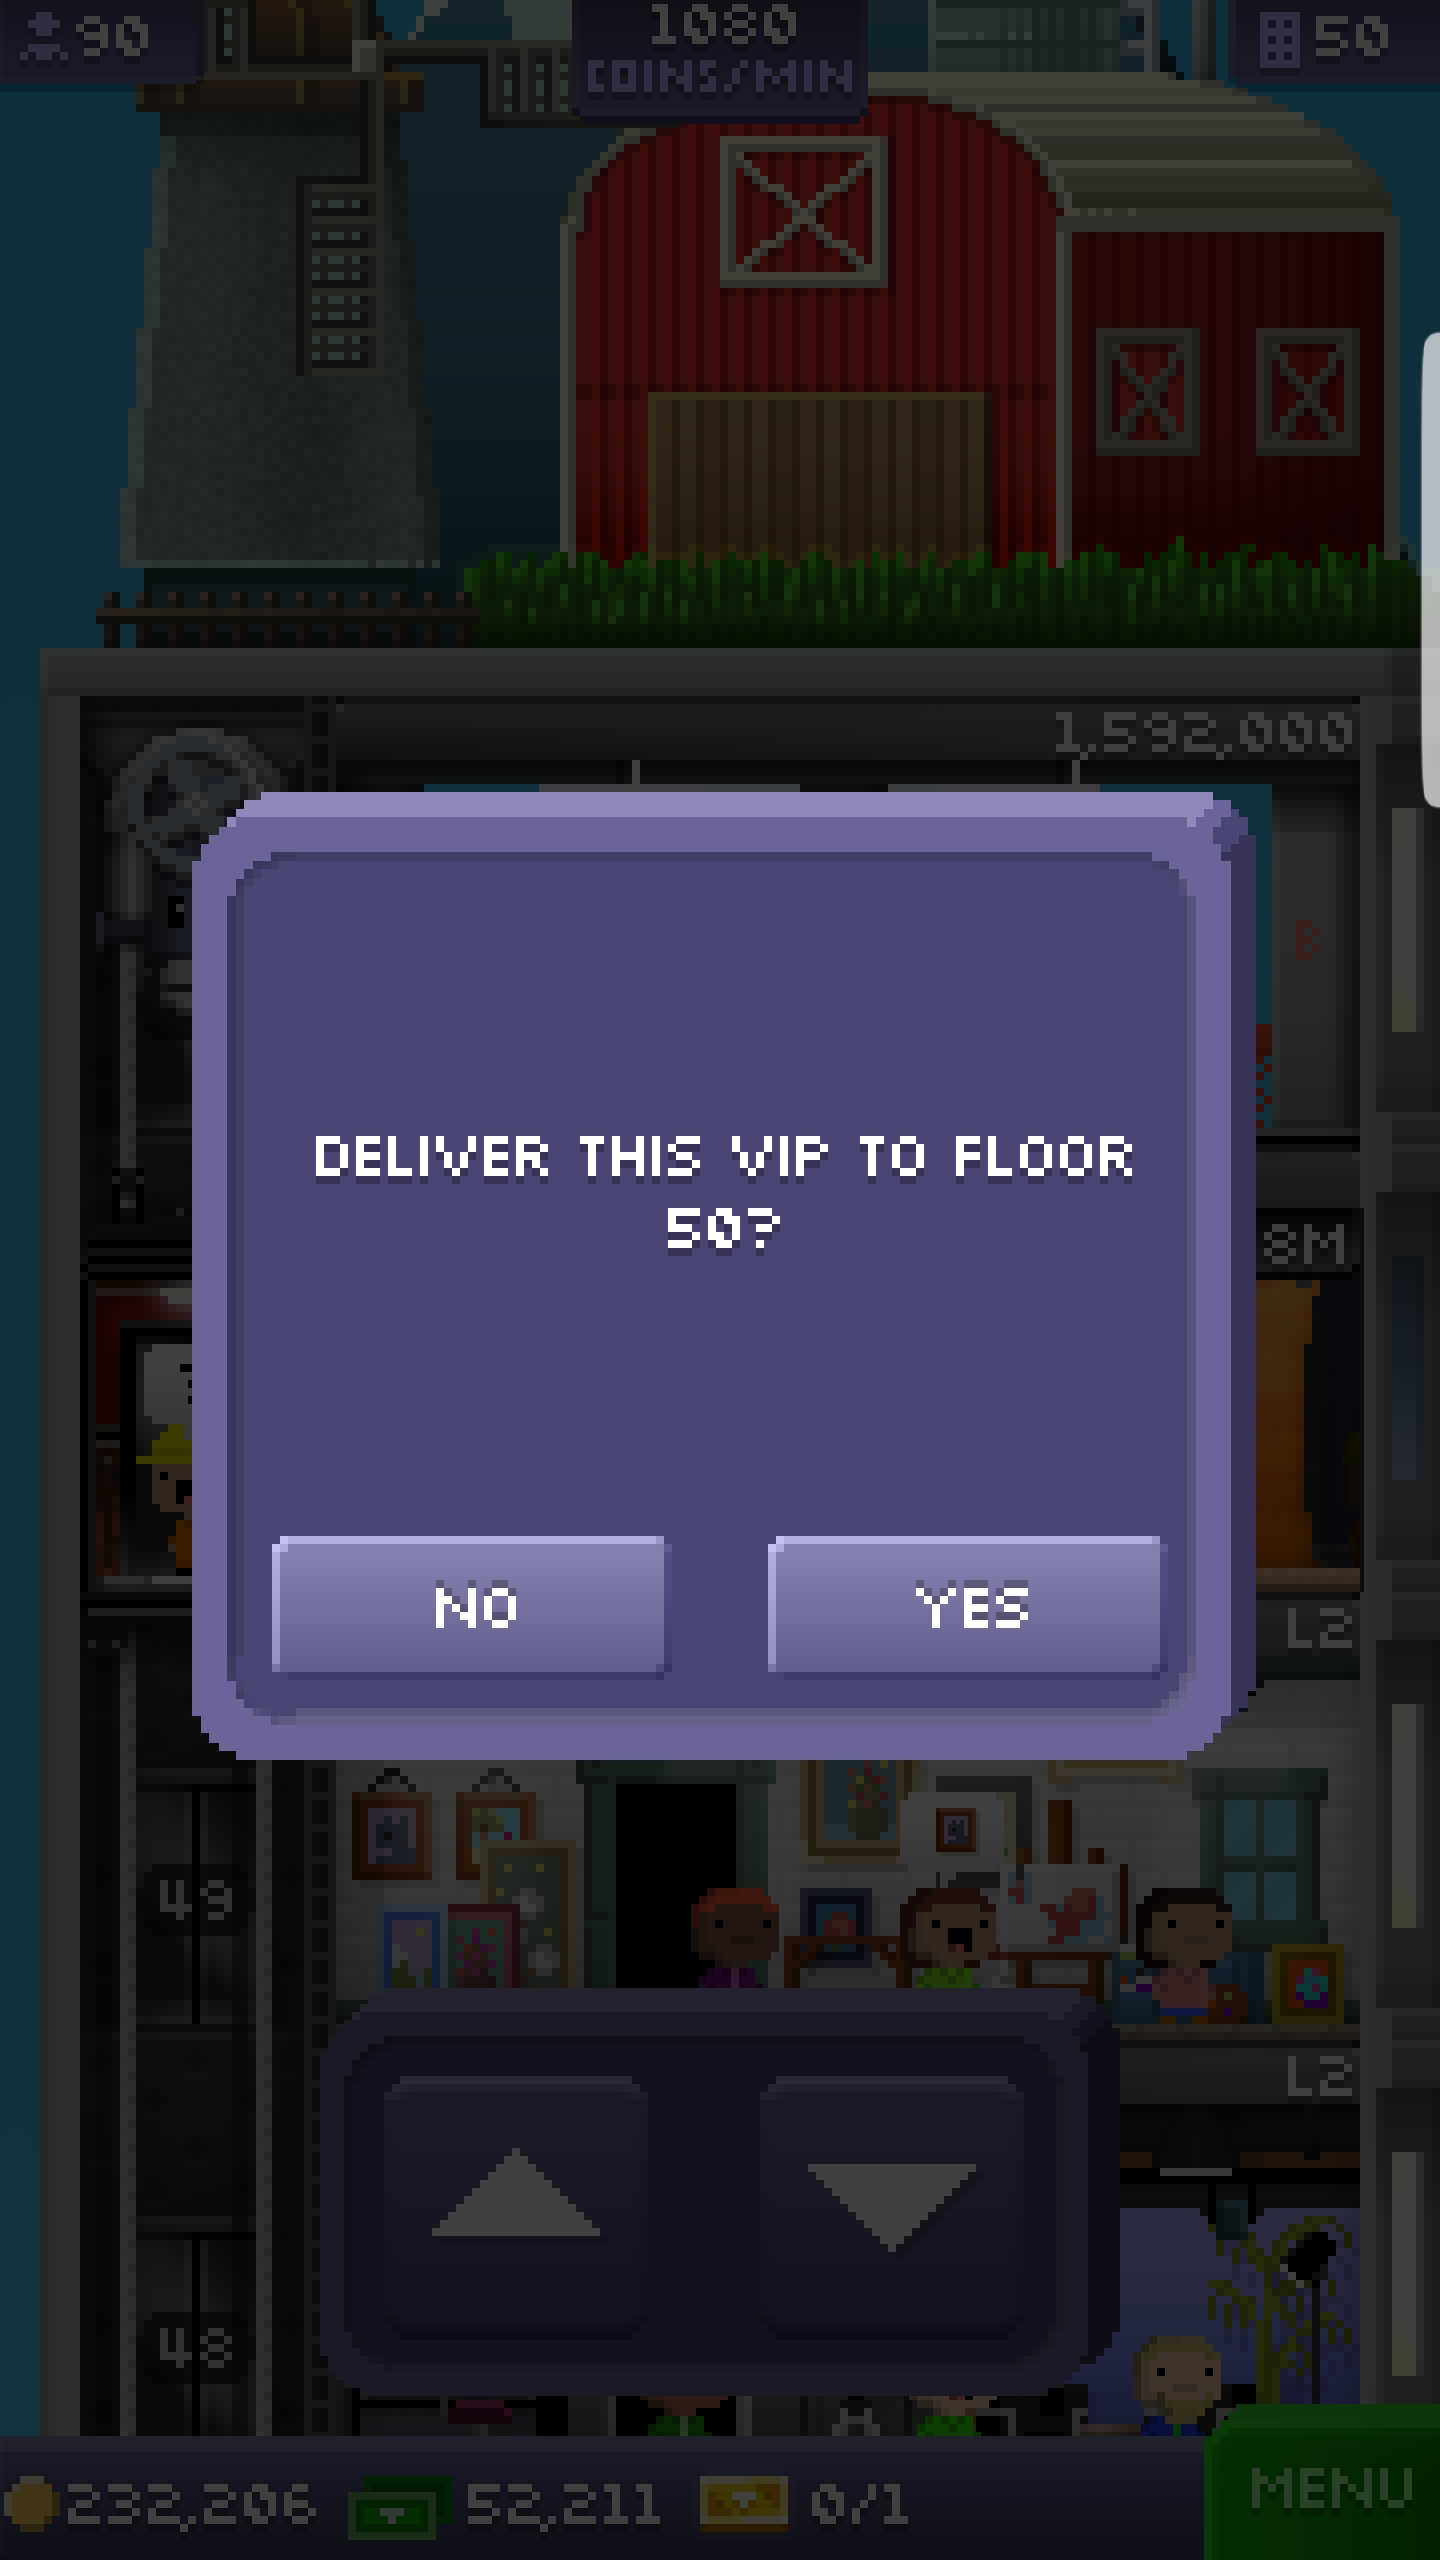 90
1080
COINS/MIN
50
1,592,000
B
8M
DELIVER THIS VIP TO FLOOR
50?
NO
YES
L2
49
L2
48
232,206
52,211
0/1
MENU